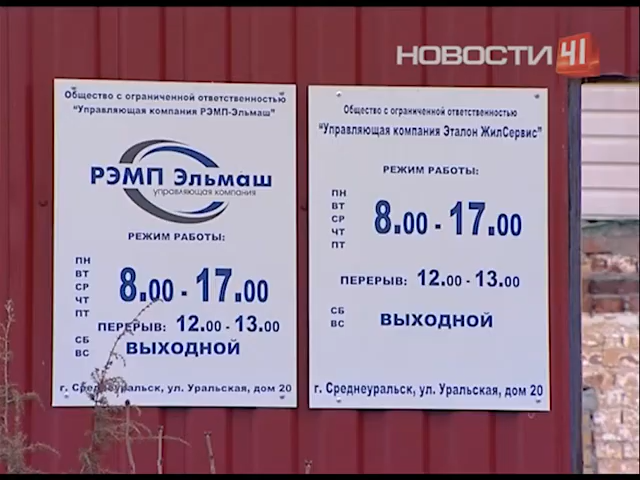 НОВОСТИ 41
Общество с ограниченной ответственностью
"Управляющая компания РЭМП-Эльмаш"
РЭМП Эльмаш
управляющая компания
РЕЖИМ РАБОТЫ:
ПН
ВТ
СР
ЧТ
ПТ
8.00 - 17.00
ПЕРЕРЫВ: 12.00 - 13.00
СБ
ВС
ВЫХОДНОЙ
г. Среднеуральск, ул. Уральская, дом 20
Общество с ограниченной ответственностью
"Управляющая компания Эталон ЖилСервис"
РЕЖИМ РАБОТЫ:
ПН
ВТ
СР
ЧТ
ПТ
8.00 - 17.00
ПЕРЕРЫВ: 12.00 - 13.00
СБ
ВС
ВЫХОДНОЙ
г. Среднеуральск, ул. Уральская, дом 20